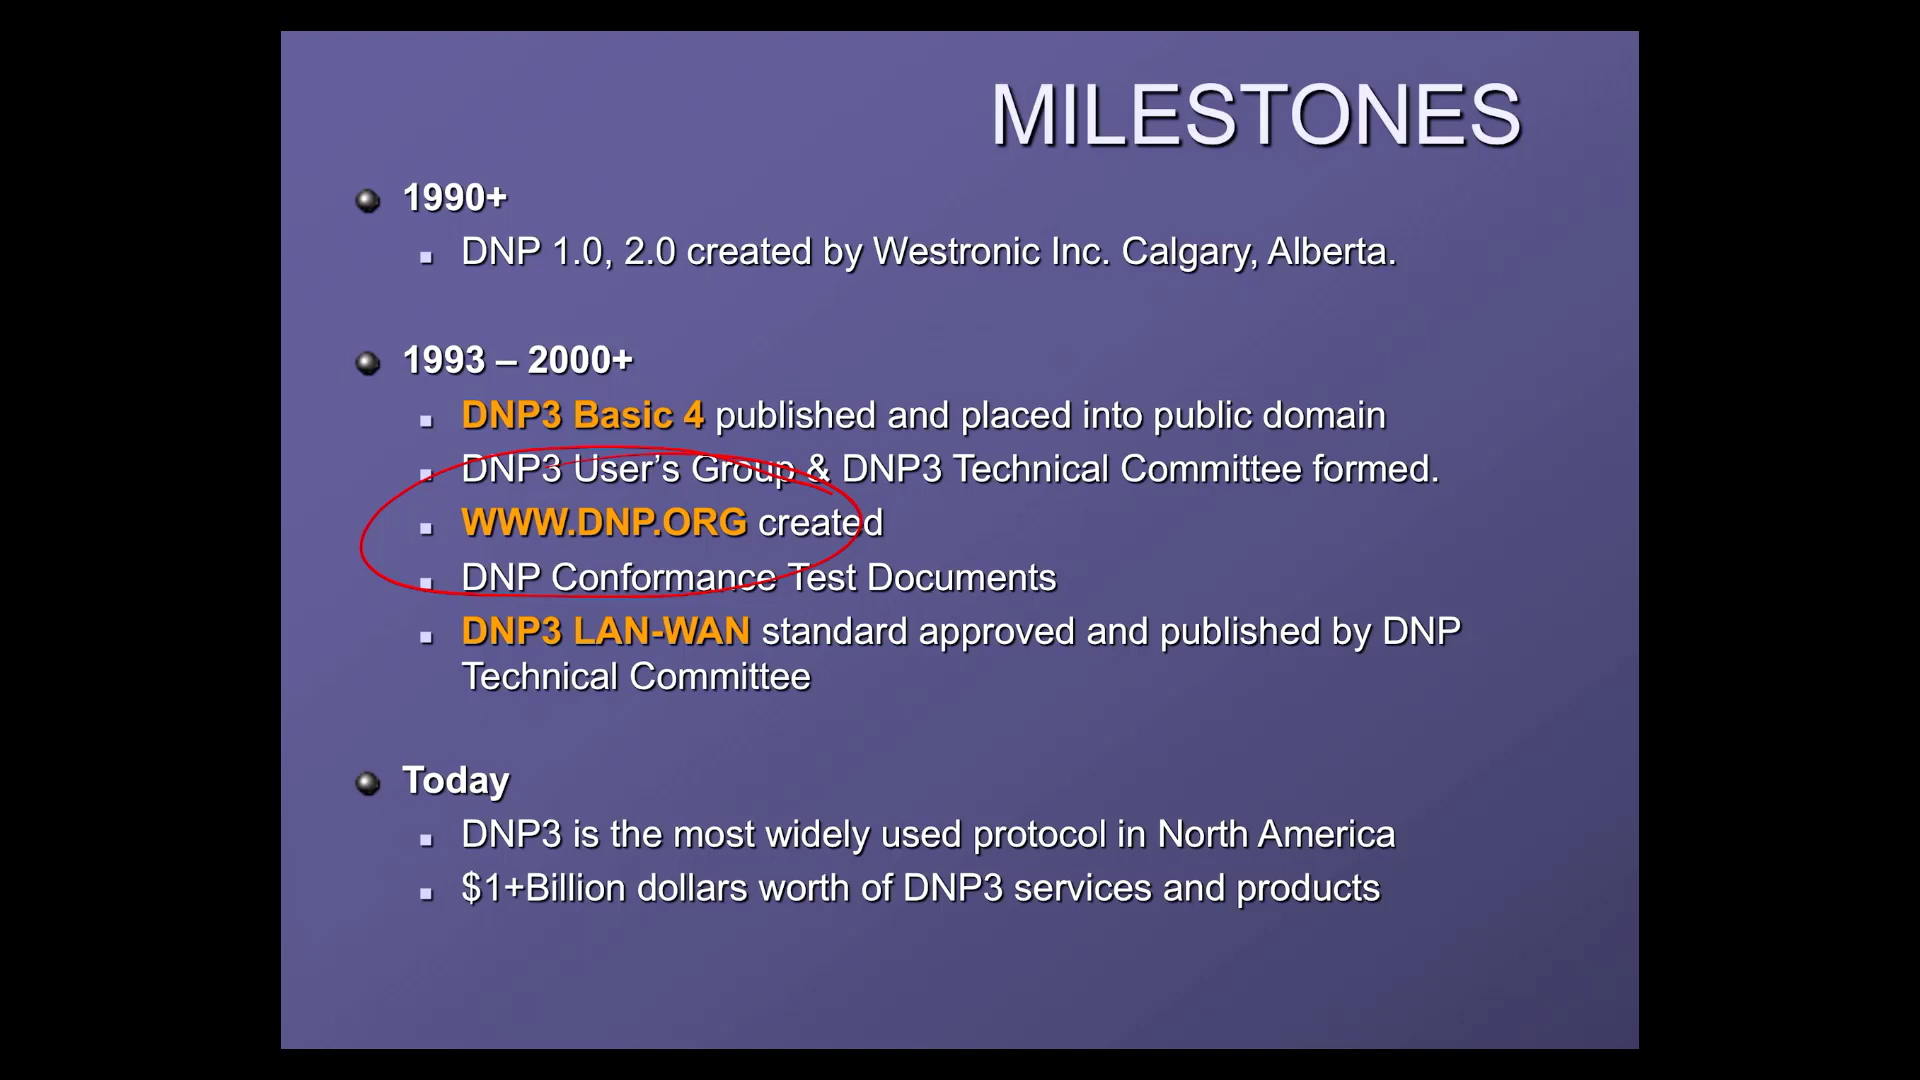 MILESTONES
1990+
DNP 1.0, 2.0 created by Westronic Inc. Calgary, Alberta.
1993 – 2000+
DNP3 Basic 4 published and placed into public domain
DNP3 User’s Group & DNP3 Technical Committee formed.
WWW.DNP.ORG created
DNP Conformance Test Documents
DNP3 LAN-WAN standard approved and published by DNP
Technical Committee
Today
DNP3 is the most widely used protocol in North America
$1+Billion dollars worth of DNP3 services and products